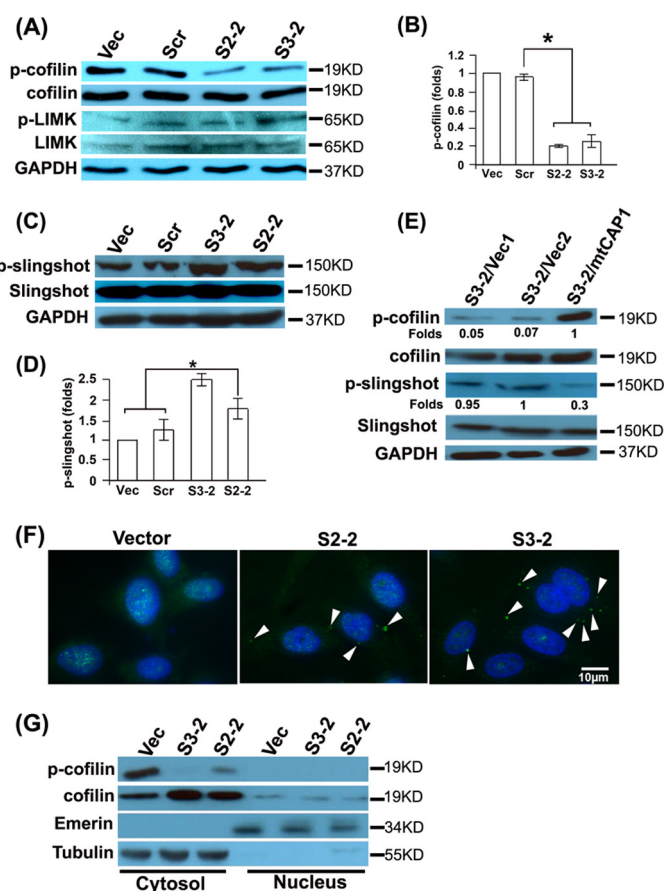 (A)
Vec Scr S2-2 S3-2
p-cofilin 19KD
cofilin 19KD
p-LIMK 65KD
LIMK 65KD
GAPDH 37KD
(B)
p-cofilin (folds)
1.2
1
0.8
0.6
0.4
0.2
0
*
Vec Scr S2-2 S3-2
(C)
Vec Scr S3-2 S2-2
p-slingshot 150KD
Slingshot 150KD
GAPDH 37KD
(D)
p-slingshot (folds)
2.5
2
1.5
1
0.5
0
*
Vec Scr S3-2 S2-2
(E)
S3-2/Vec1 S3-2/Vec2 S3-2/mtCAP1
p-cofilin 19KD
Folds 0.05 0.07 1
cofilin 19KD
p-slingshot 150KD
Folds 0.95 1 0.3
Slingshot 150KD
GAPDH 37KD
(F)
Vector S2-2 S3-2
10µm
(G)
Vec S3-2 S2-2 Vec S3-2 S2-2
p-cofilin 19KD
cofilin 19KD
Emerin 34KD
Tubulin 55KD
Cytosol Nucleus